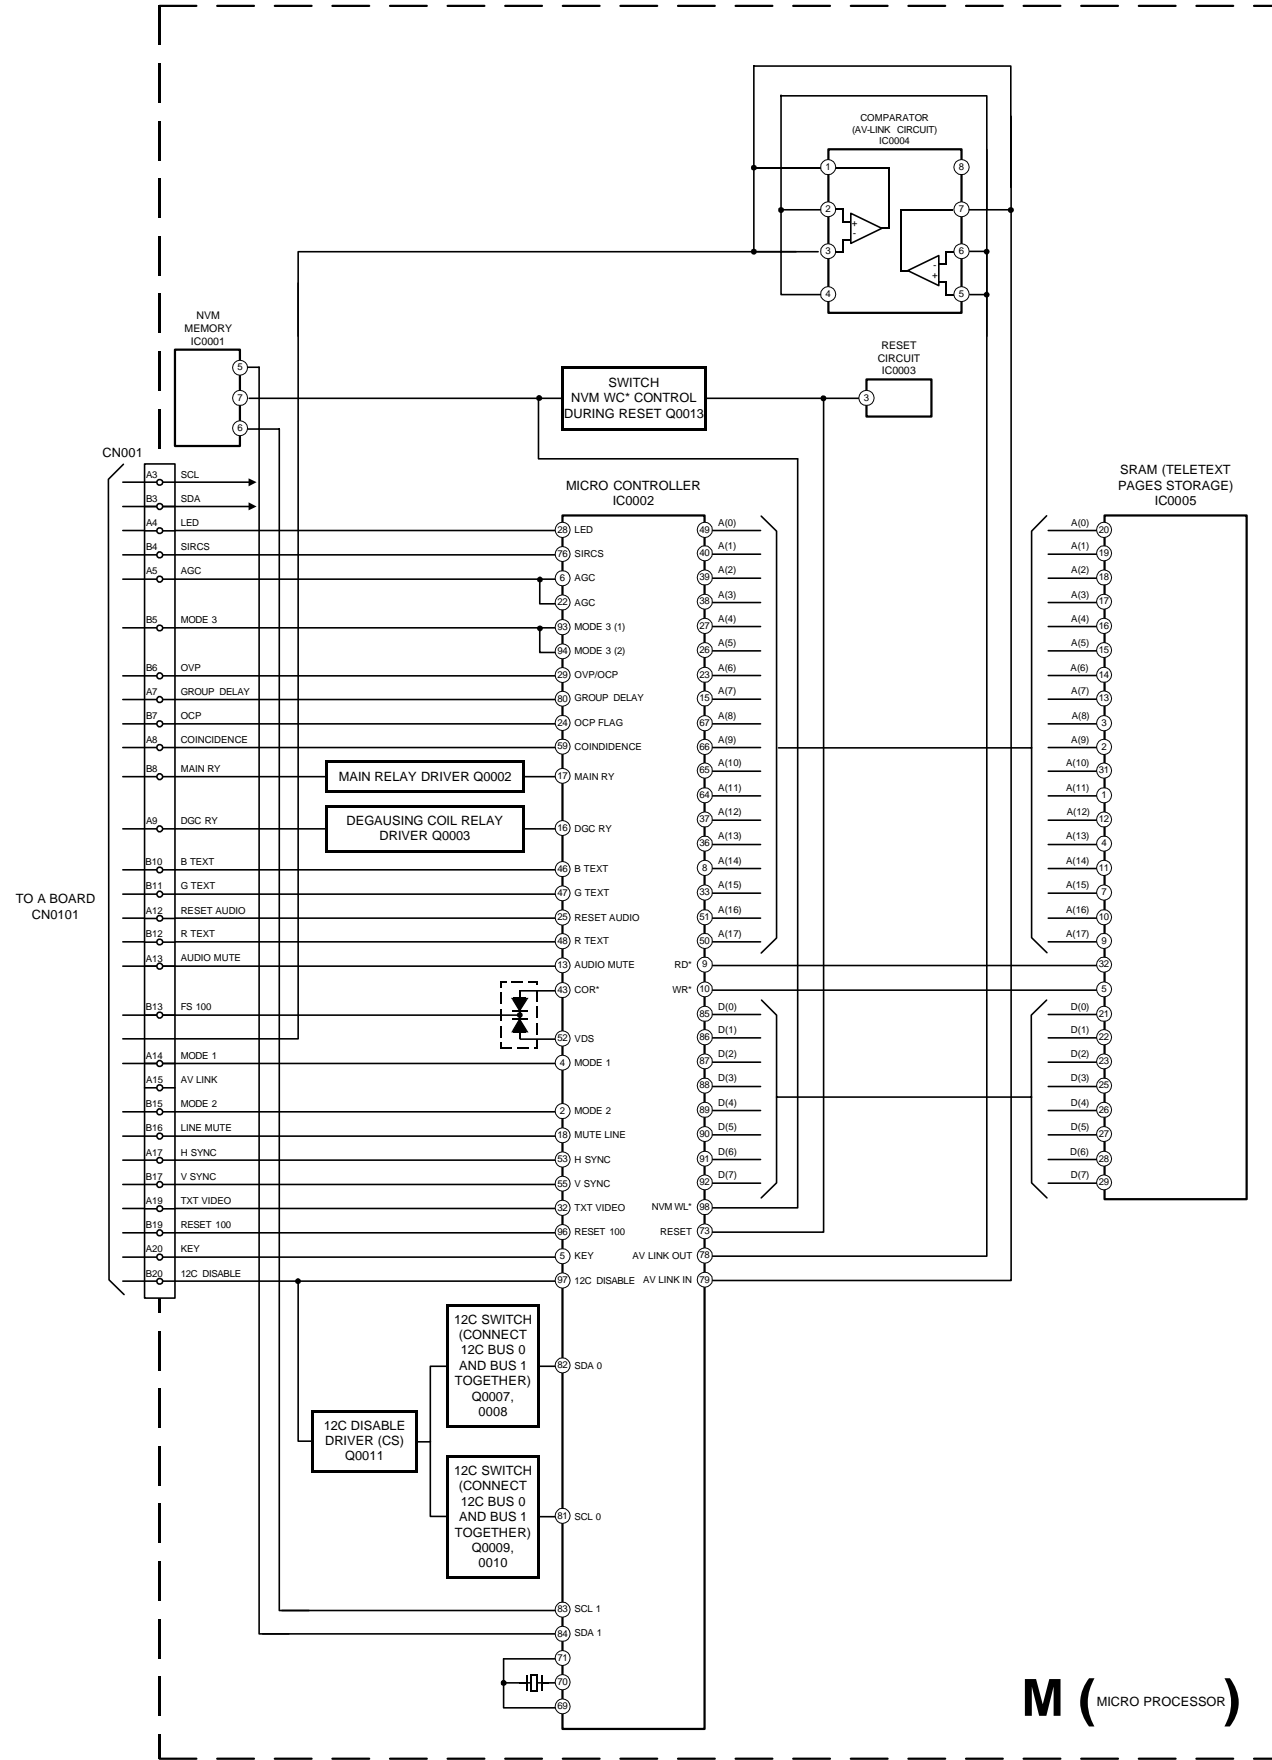 COMPARATOR
(AV-LINK CIRCUIT)
IC0004
1
8
2
7
+
-
3
6
-
+
4
5
NVM
MEMORY
IC0001
5
7
6
SWITCH
NVM WC* CONTROL
DURING RESET Q0013
RESET
CIRCUIT
IC0003
3
CN001
TO A BOARD
CN0101
A3 SCL
B3 SDA
A4 LED
B4 SIRCS
A5 AGC
B5 MODE 3
B6 OVP
A7 GROUP DELAY
B7 OCP
A8 COINCIDENCE
B8 MAIN RY
A9 DGC RY
B10 B TEXT
B11 G TEXT
A12 RESET AUDIO
B12 R TEXT
A13 AUDIO MUTE
B13 FS 100
A14 MODE 1
A15 AV LINK
B15 MODE 2
B16 LINE MUTE
A17 H SYNC
B17 V SYNC
A19 TXT VIDEO
B19 RESET 100
A20 KEY
B20 12C DISABLE
MAIN RELAY DRIVER Q0002
DEGAUSING COIL RELAY
DRIVER Q0003
MICRO CONTROLLER
IC0002
28 LED
76 SIRCS
6 AGC
22 AGC
93 MODE 3 (1)
94 MODE 3 (2)
29 OVP/OCP
80 GROUP DELAY
24 OCP FLAG
59 COINDIDENCE
17 MAIN RY
16 DGC RY
46 B TEXT
47 G TEXT
25 RESET AUDIO
48 R TEXT
13 AUDIO MUTE
43 COR*
52 VDS
4 MODE 1
2 MODE 2
18 MUTE LINE
53 H SYNC
55 V SYNC
32 TXT VIDEO
96 RESET 100
5 KEY
97 12C DISABLE
82 SDA 0
81 SCL 0
83 SCL 1
84 SDA 1
71
70
69
49 A(0)
40 A(1)
39 A(2)
38 A(3)
27 A(4)
26 A(5)
23 A(6)
15 A(7)
67 A(8)
66 A(9)
65 A(10)
64 A(11)
37 A(12)
36 A(13)
8 A(14)
33 A(15)
51 A(16)
50 A(17)
RD* 9
WR* 10
85 D(0)
86 D(1)
87 D(2)
88 D(3)
89 D(4)
90 D(5)
91 D(6)
92 D(7)
NVM WL* 98
RESET 73
AV LINK OUT 78
AV LINK IN 79
12C SWITCH
(CONNECT
12C BUS 0
AND BUS 1
TOGETHER)
Q0007,
0008
12C DISABLE
DRIVER (CS)
Q0011
12C SWITCH
(CONNECT
12C BUS 0
AND BUS 1
TOGETHER)
Q0009,
0010
SRAM (TELETEXT
PAGES STORAGE)
IC0005
A(0) 20
A(1) 19
A(2) 18
A(3) 17
A(4) 16
A(5) 15
A(6) 14
A(7) 13
A(8) 3
A(9) 2
A(10) 31
A(11) 1
A(12) 12
A(13) 4
A(14) 11
A(15) 7
A(16) 10
A(17) 9
32
5
D(0) 21
D(1) 22
D(2) 23
D(3) 25
D(4) 26
D(5) 27
D(6) 28
D(7) 29
M (MICRO PROCESSOR)